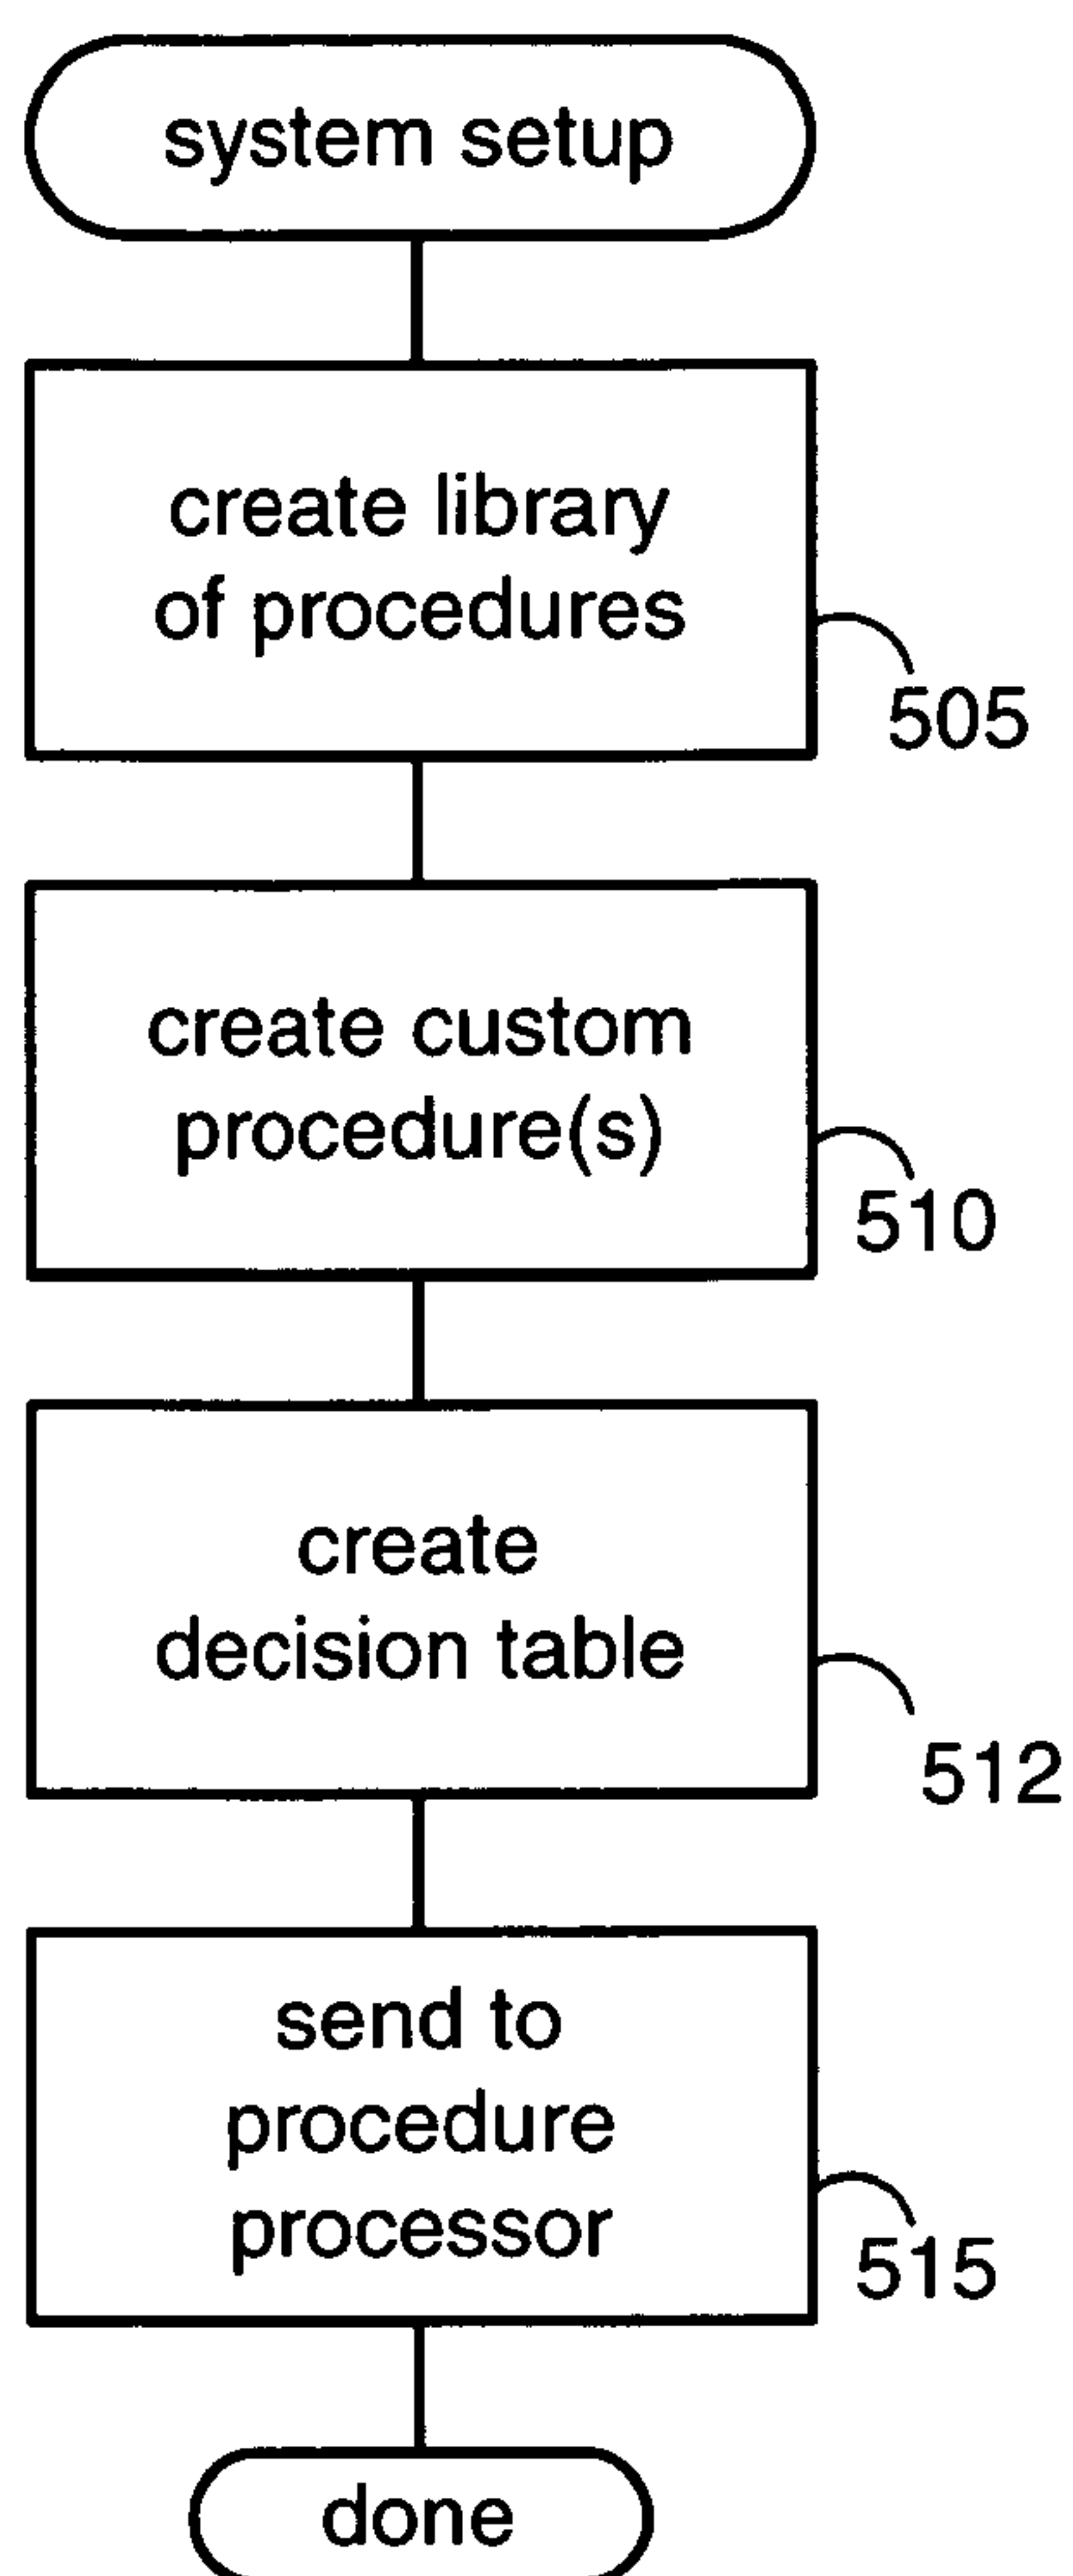 system setup
create library
of procedures
505
create custom
procedure(s)
510
create
decision table
512
send to
procedure
processor
515
done